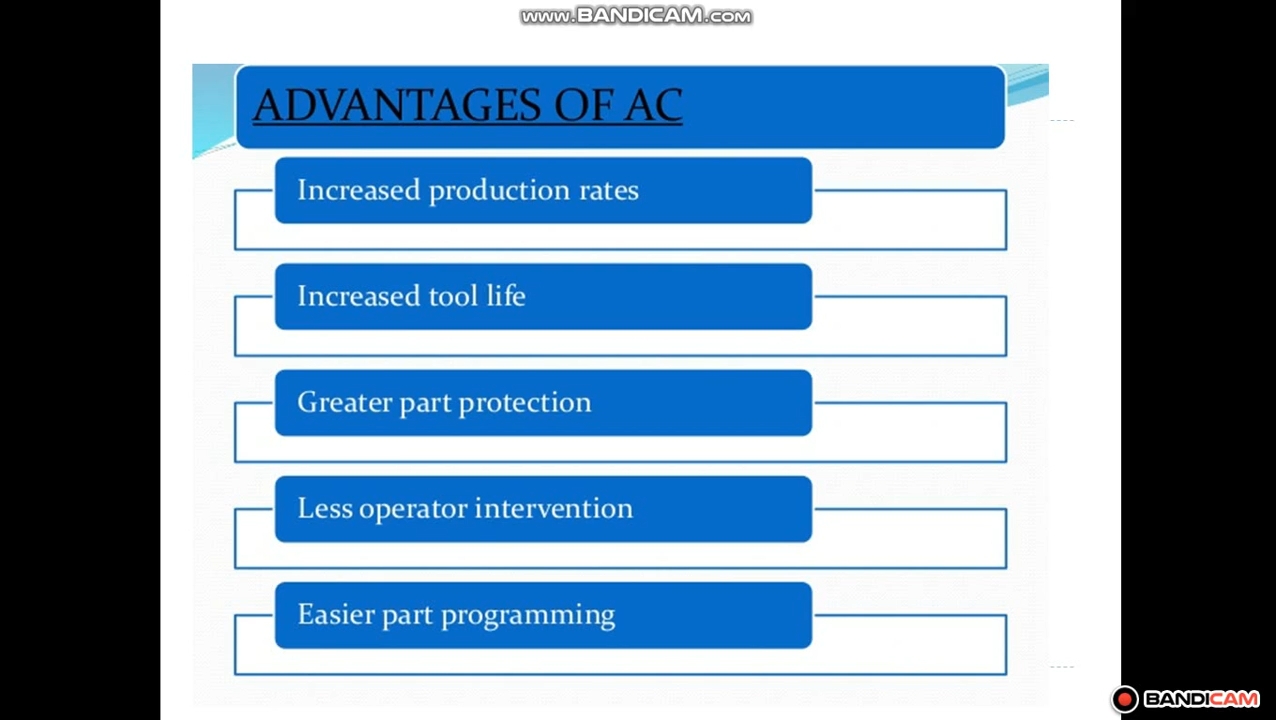 www.BANDICAM.com
ADVANTAGES OF AC
Increased production rates
Increased tool life
Greater part protection
Less operator intervention
Easier part programming
BANDICAM